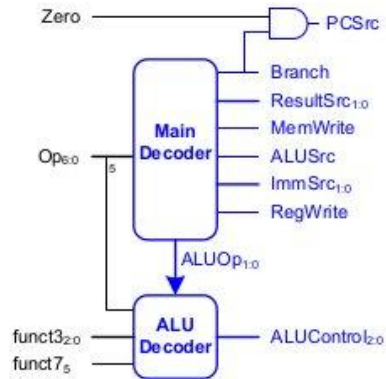 Zero
PCSrc
Branch
ResultSrc1:0
Main
Decoder
MemWrite
Op6:0
5
ALUSrc
ImmSrc1:0
RegWrite
ALUOp1:0
funct32:0
funct75
ALU
Decoder
ALUControl2:0